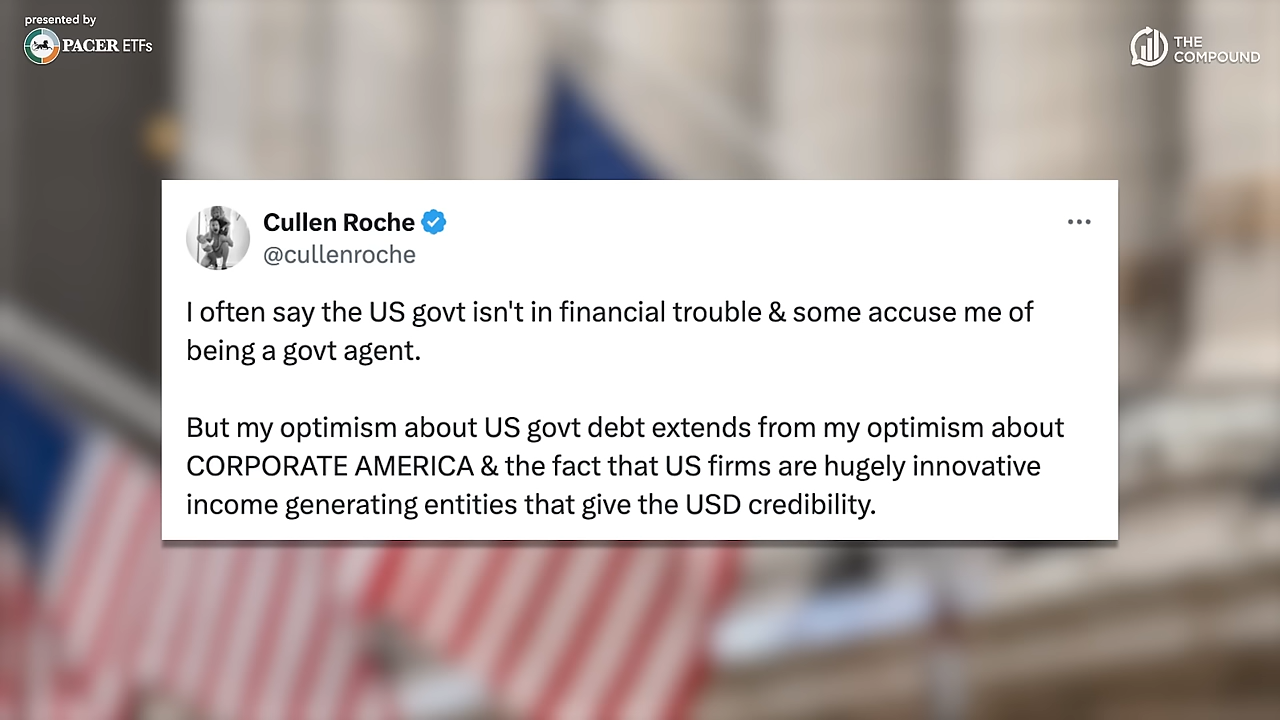 presented by
PACER ETFs
THE
COMPOUND
Cullen Roche
@cullenroche
I often say the US govt isn't in financial trouble & some accuse me of
being a govt agent.
But my optimism about US govt debt extends from my optimism about
CORPORATE AMERICA & the fact that US firms are hugely innovative
income generating entities that give the USD credibility.